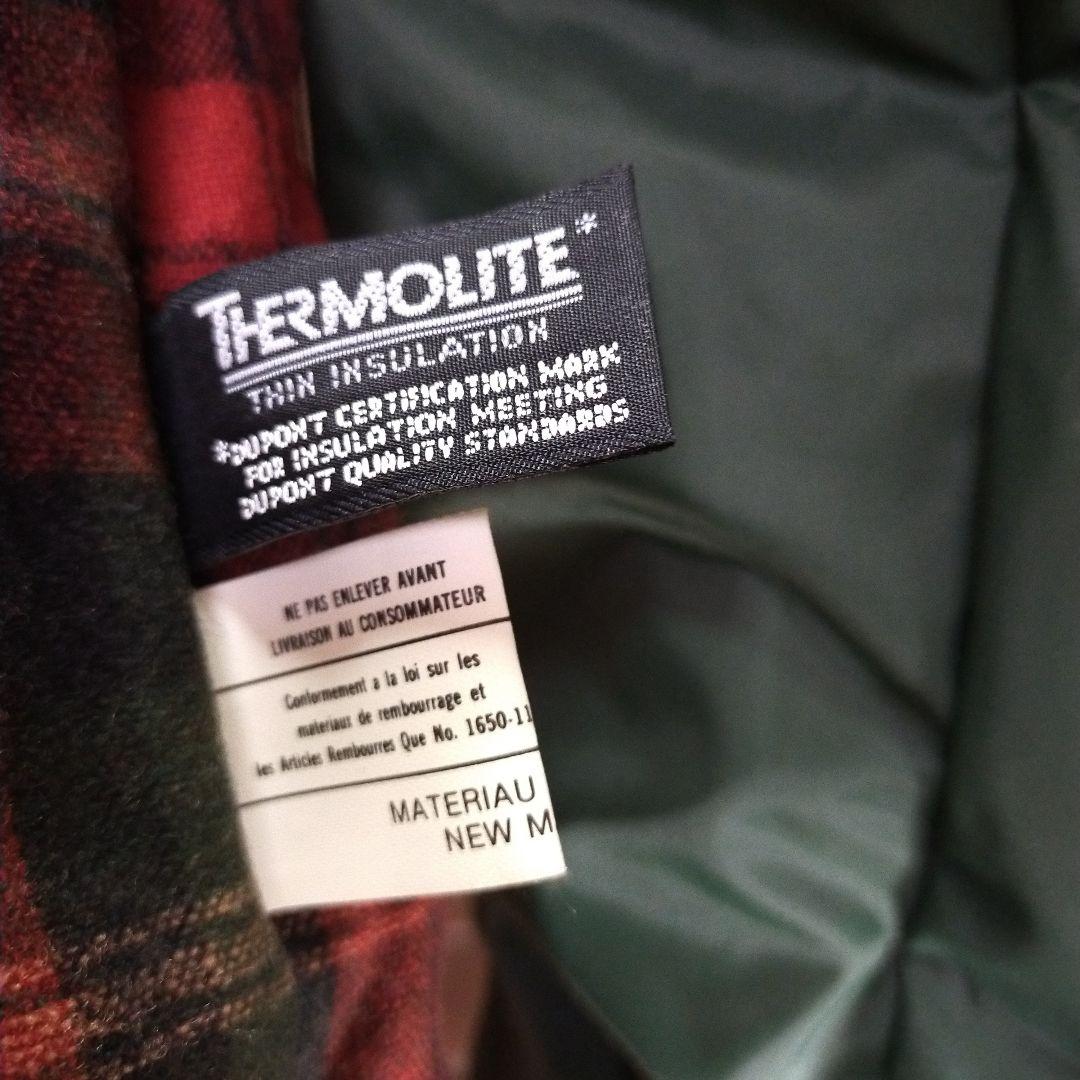 THERMOLITE*
THIN INSULATION
*DUPONT CERTIFICATION MARK
FOR INSULATION MEETING
DUPONT QUALITY STANDARDS
NE PAS ENLEVER AVANT
LIVRAISON AU CONSOMMATEUR
Conformement a la loi sur les
materiaus de rembourrage et
les Articles Rembourres Que No. 1650-11
MATERIAU
NEW M